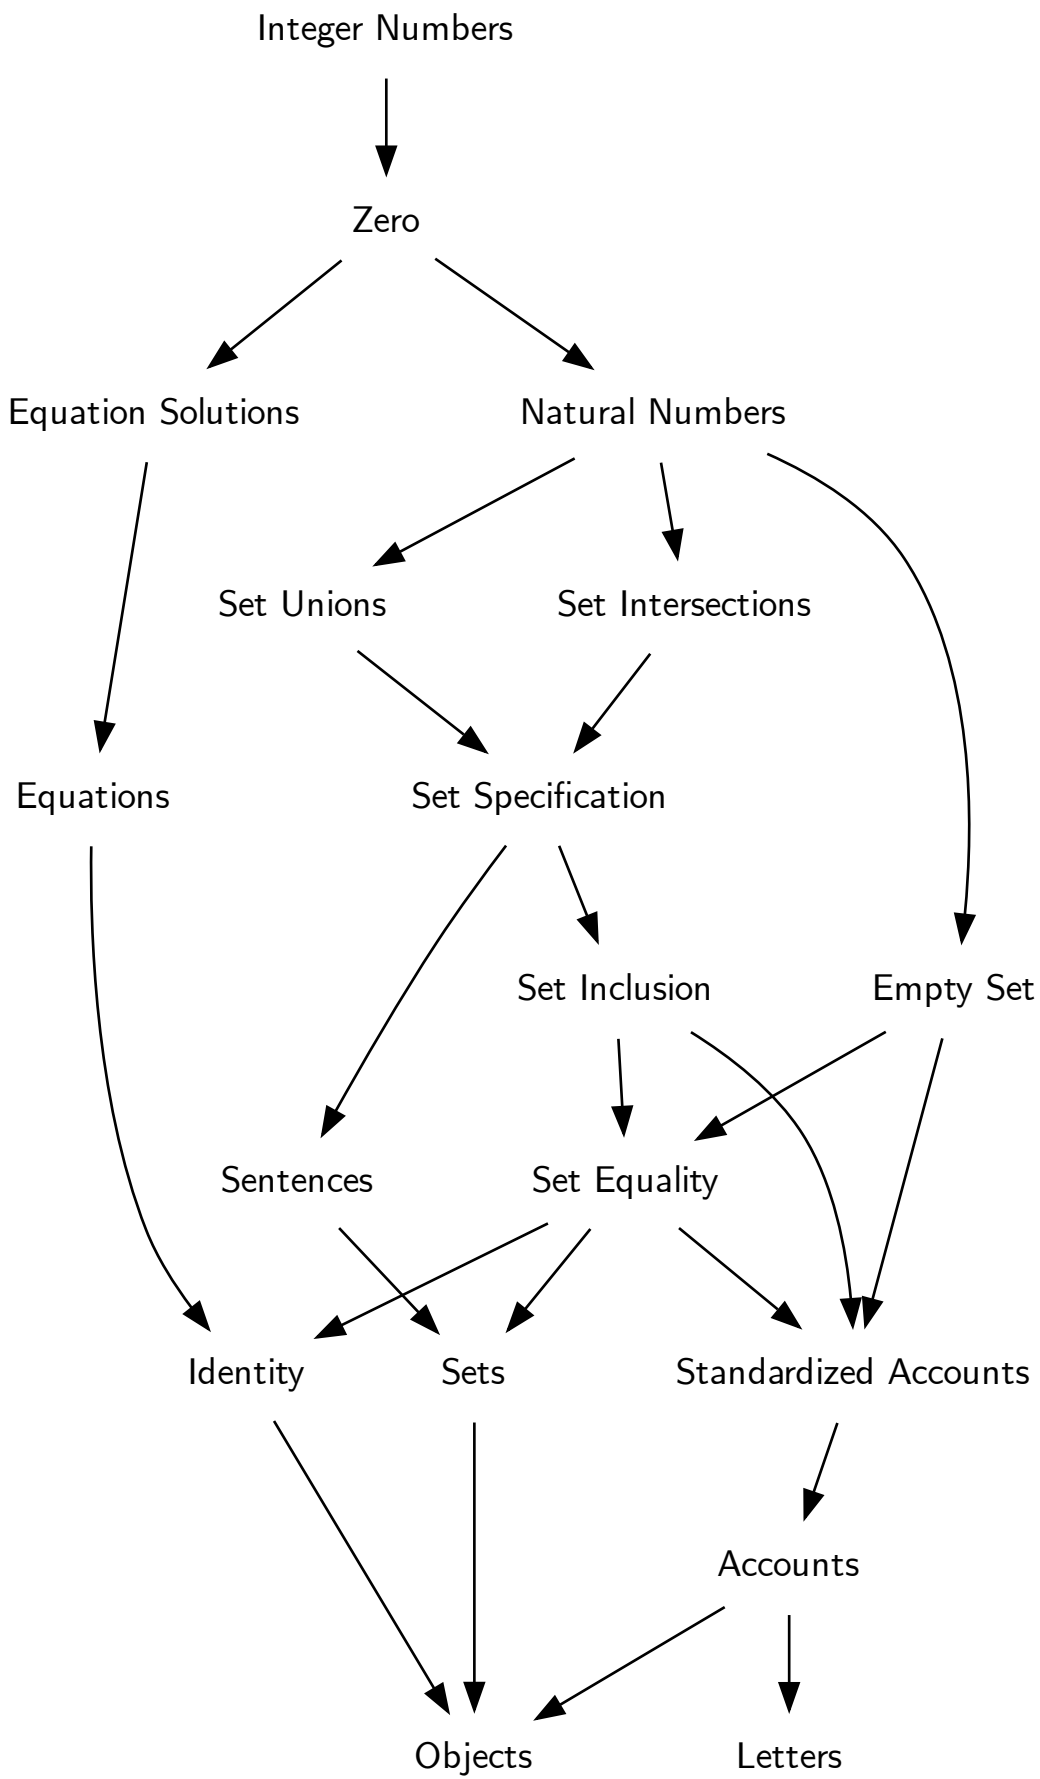 Integer Numbers
Zero
Equation Solutions
Natural Numbers
Set Unions
Set Intersections
Equations
Set Specification
Set Inclusion
Empty Set
Sentences
Set Equality
Identity
Sets
Standardized Accounts
Accounts
Objects
Letters